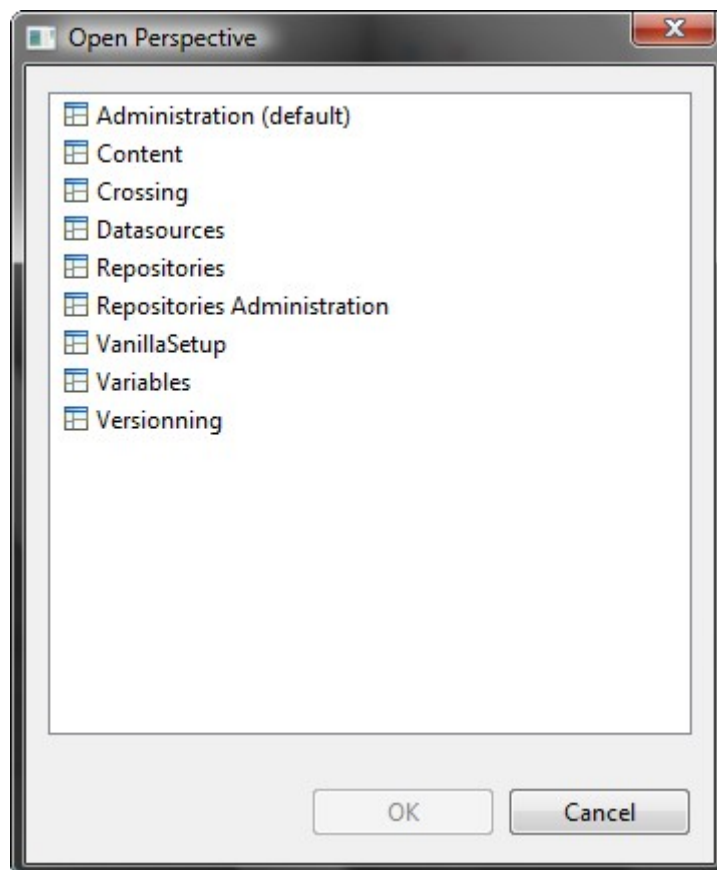 Open Perspective
Administration (default)
Content
Crossing
Datasources
Repositories
Repositories Administration
VanillaSetup
Variables
Versionning
OK
Cancel